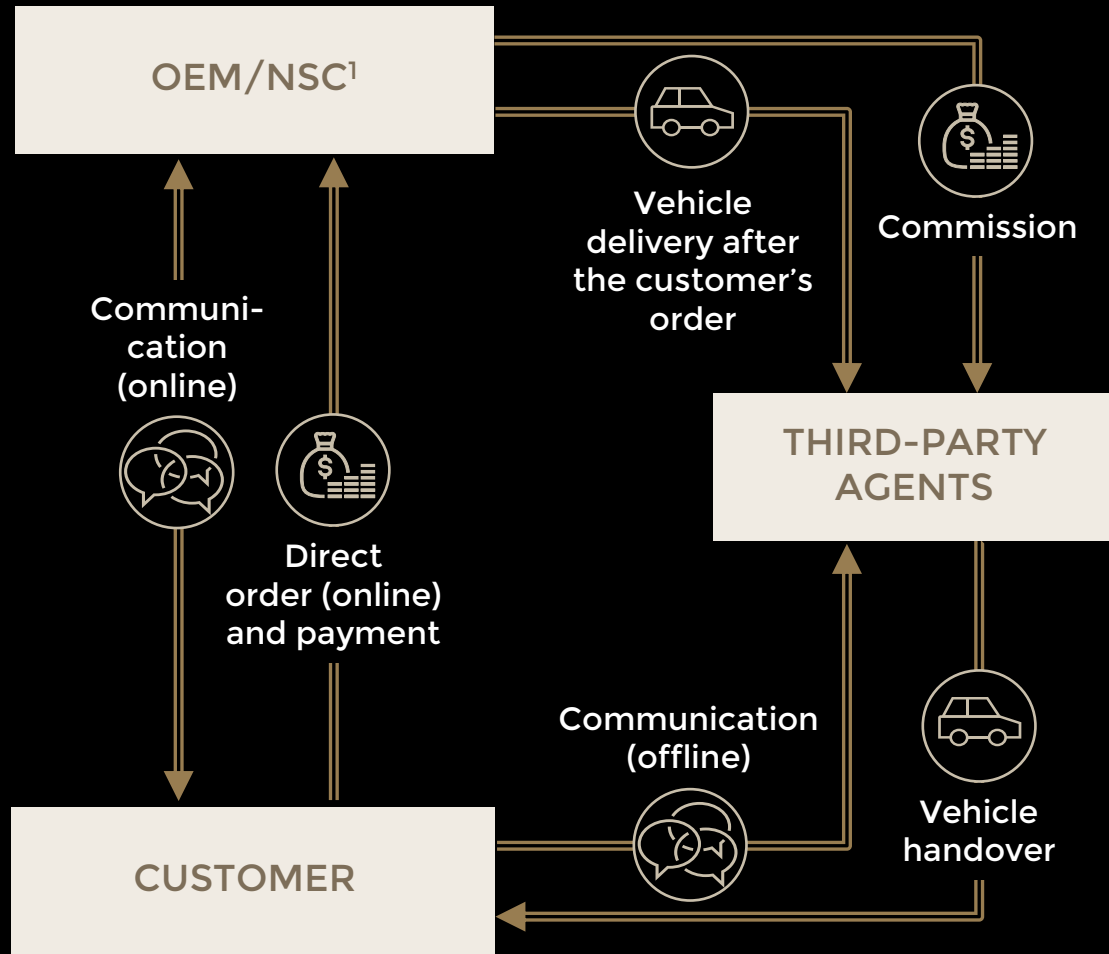 OEM/NSC¹
Vehicle
delivery after
the customer’s
order
Commission
Communi-
cation
(online)
Direct
order (online)
and payment
THIRD-PARTY
AGENTS
Communication
(offline)
Vehicle
handover
CUSTOMER